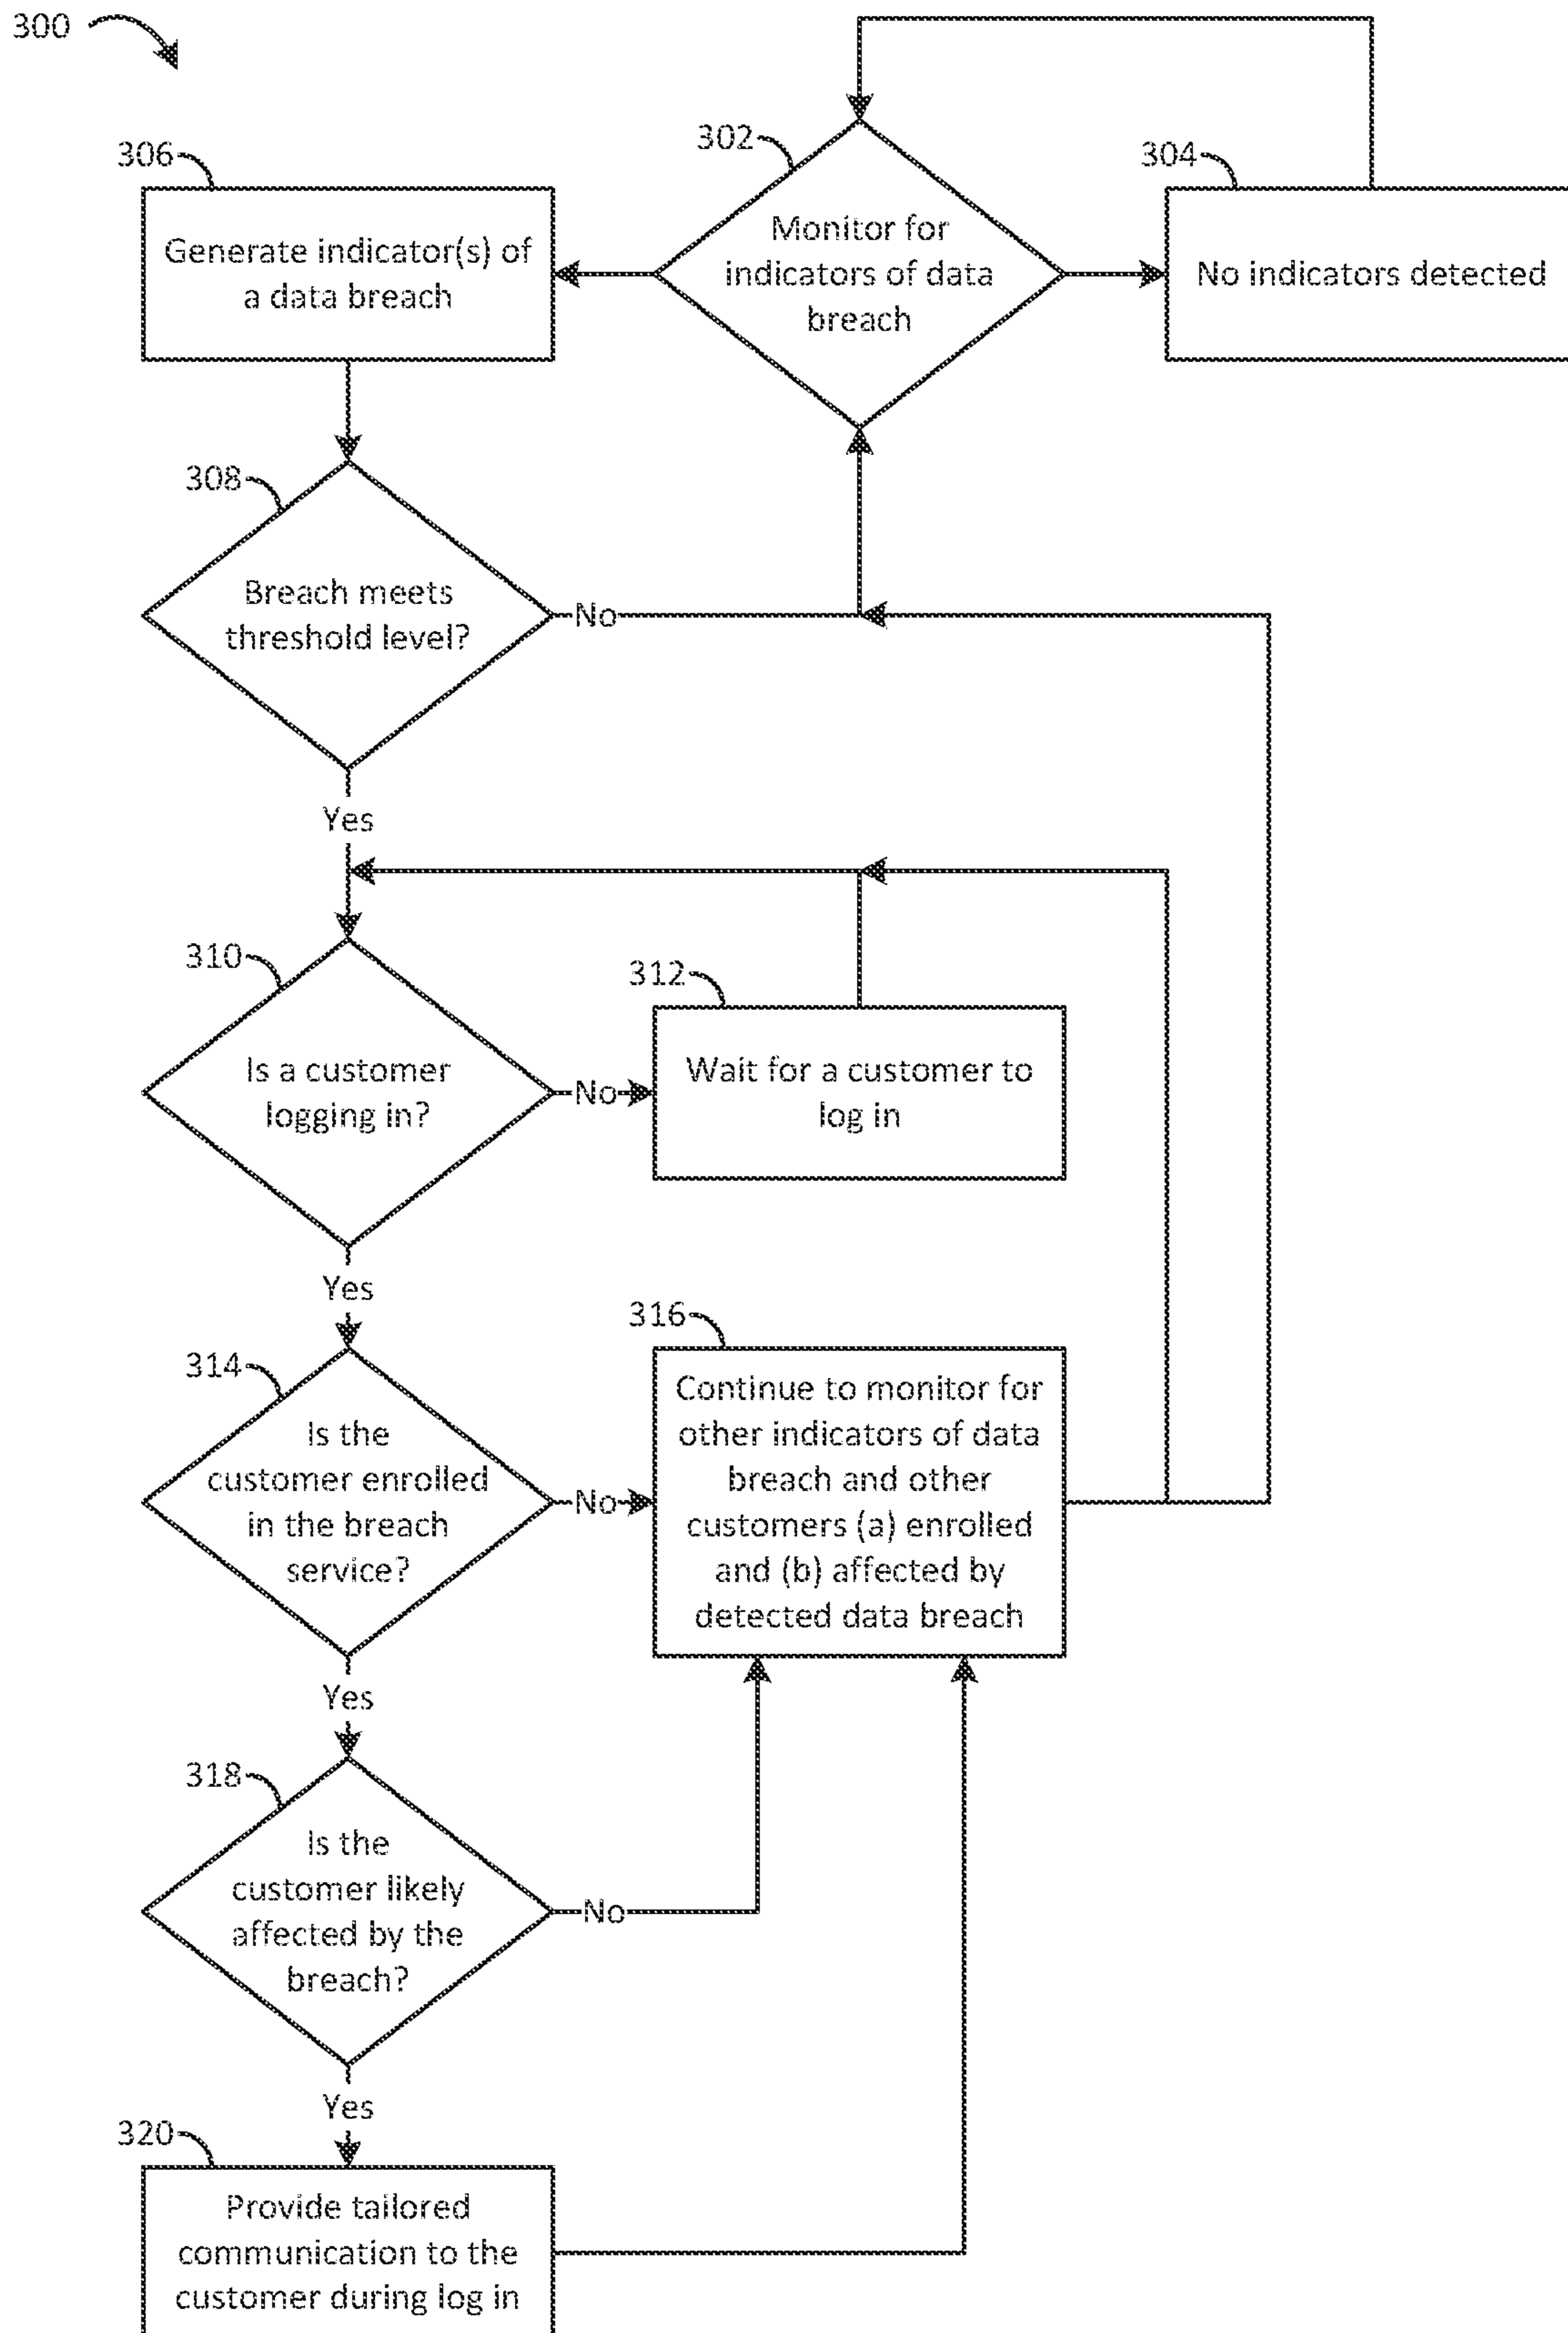 300
302
304
306
Generate indicator(s) of
a data breach
Monitor for
indicators of data
breach
No indicators detected
308
Breach meets
threshold level?
No
Yes
310
Is a customer
logging in?
No
312
Wait for a customer to
log in
Yes
314
Is the
customer enrolled
in the breach
service?
No
316
Continue to monitor for
other indicators of data
breach and other
customers (a) enrolled
and (b) affected by
detected data breach
Yes
318
Is the
customer likely
affected by the
breach?
No
Yes
320
Provide tailored
communication to the
customer during log in